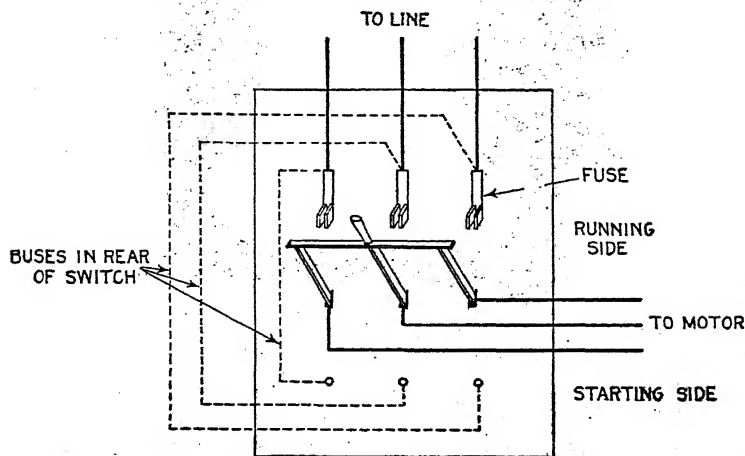 TO LINE
FUSE
RUNNING
SIDE
BUSES IN REAR
OF SWITCH
TO MOTOR
STARTING SIDE